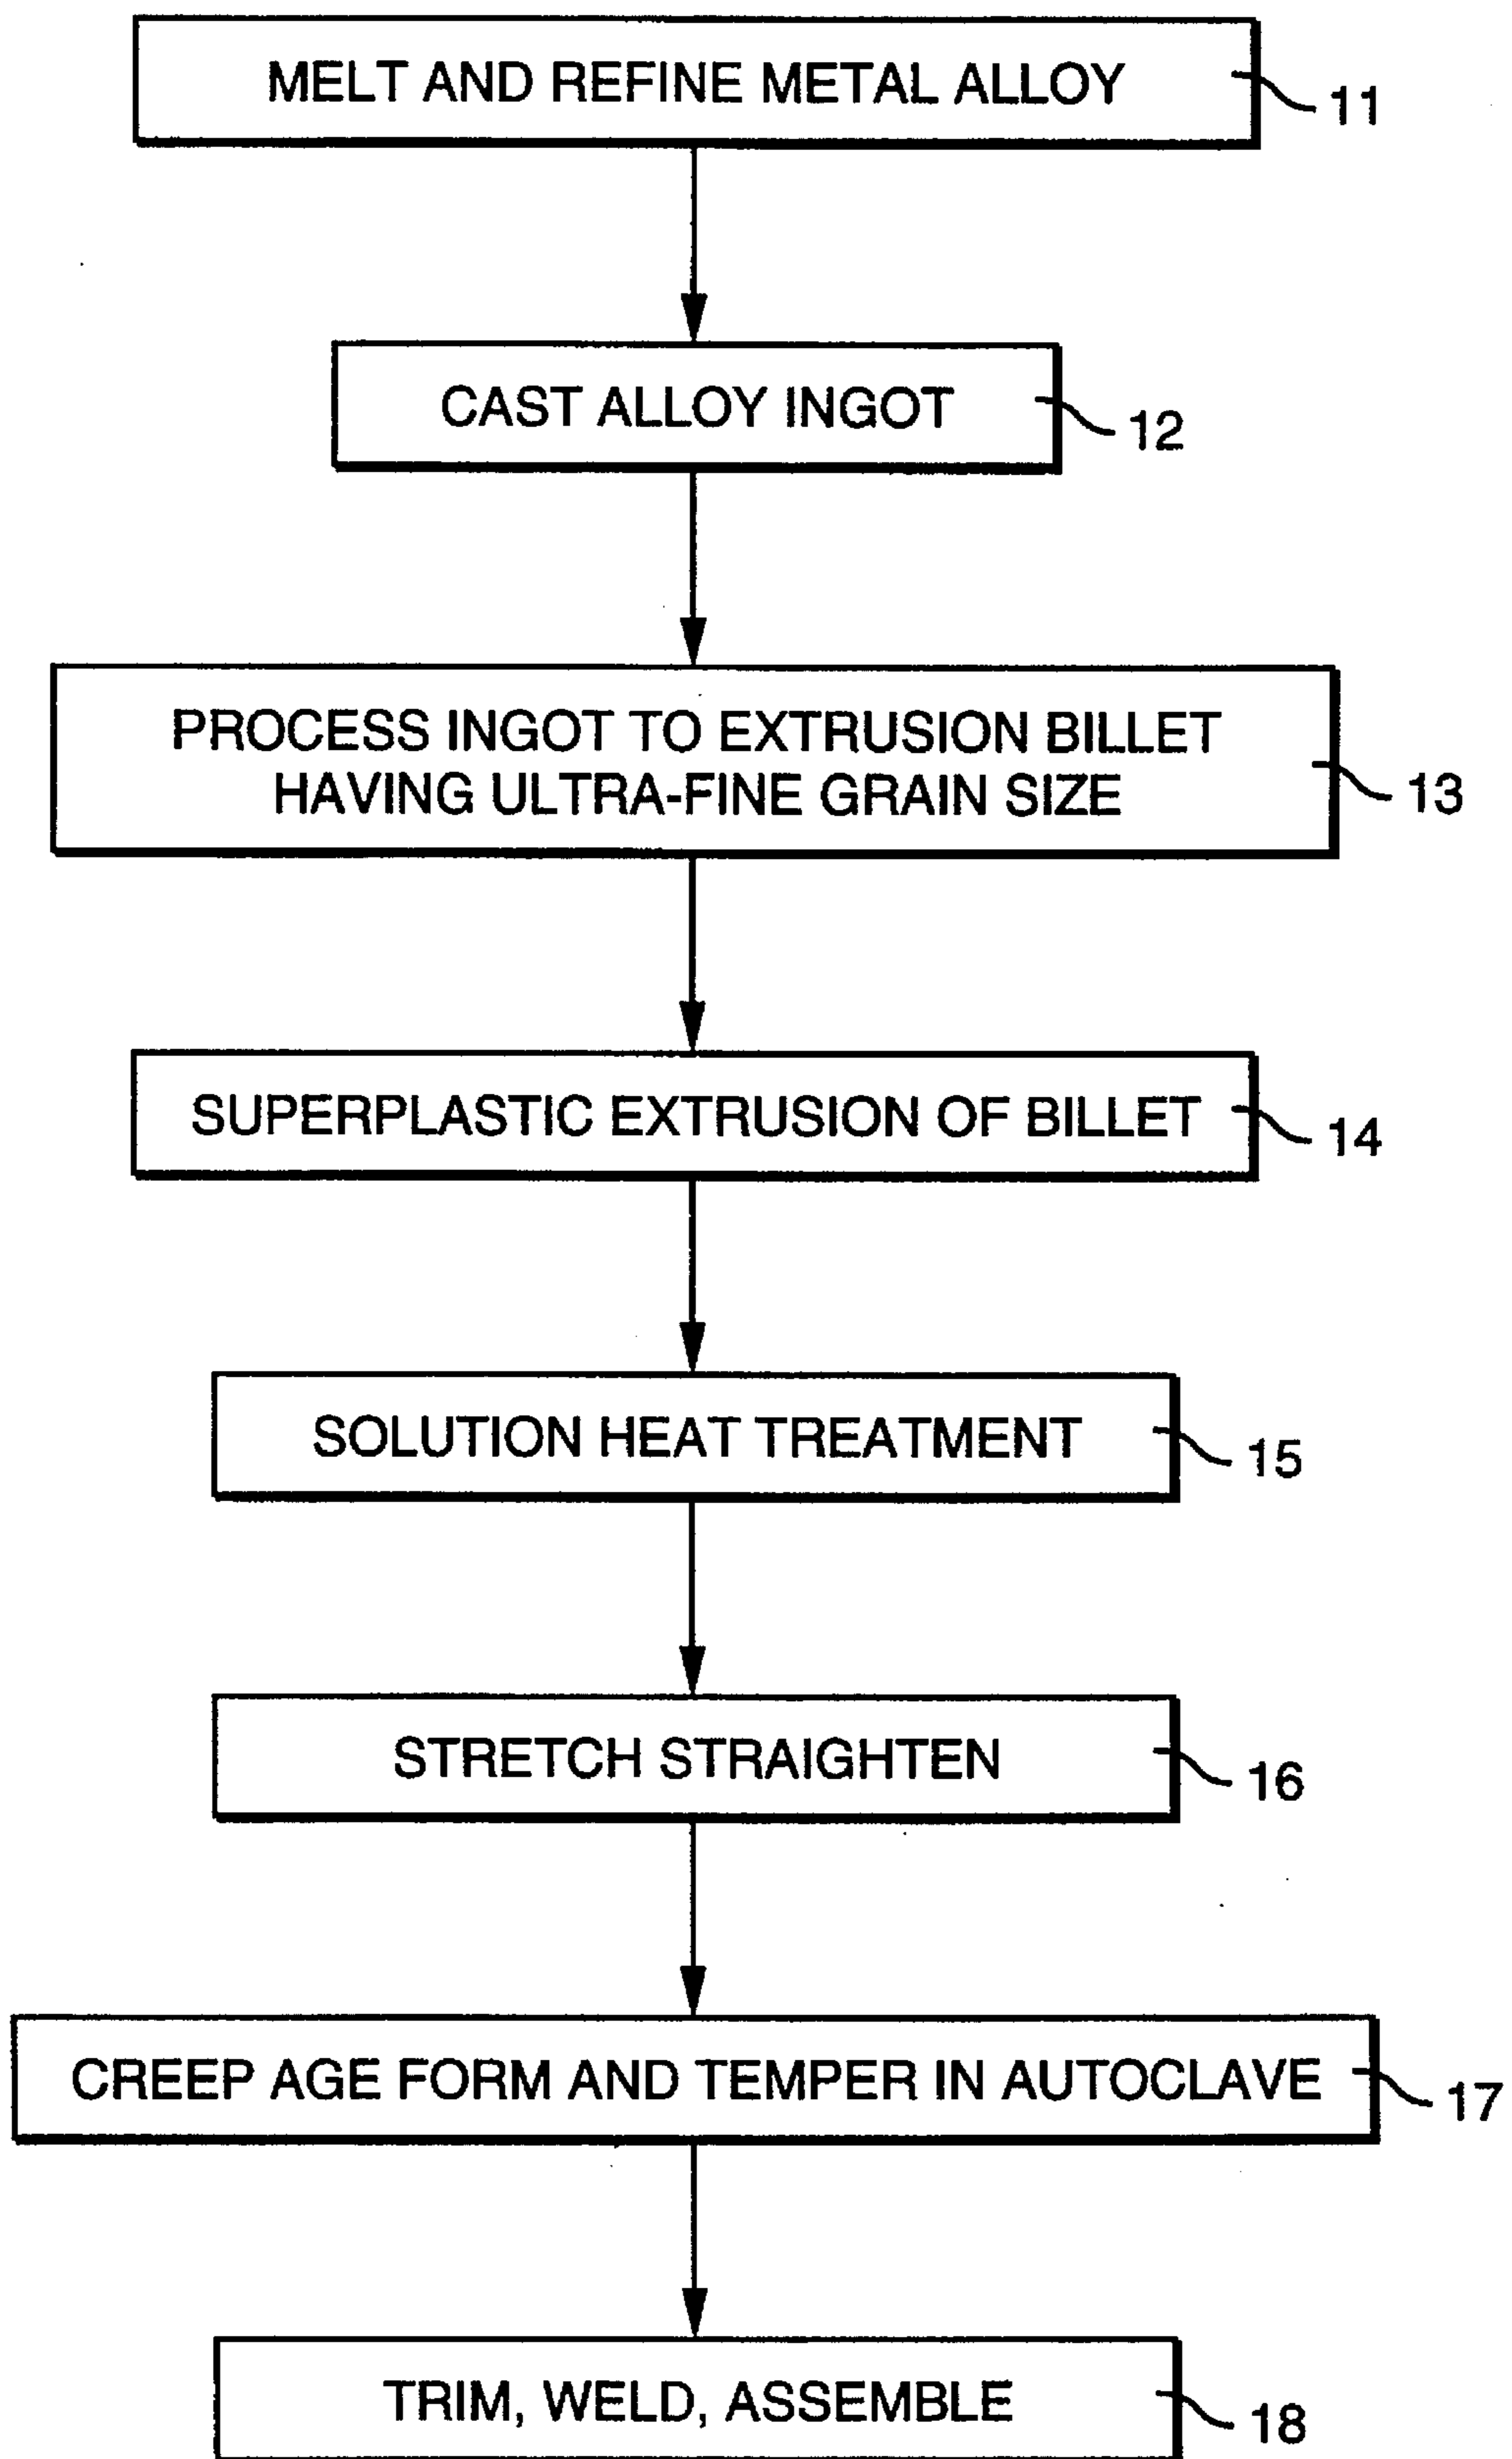 MELT AND REFINE METAL ALLOY
11
CAST ALLOY INGOT
12
PROCESS INGOT TO EXTRUSION BILLET
HAVING ULTRA-FINE GRAIN SIZE
13
SUPERPLASTIC EXTRUSION OF BILLET
14
SOLUTION HEAT TREATMENT
15
STRETCH STRAIGHTEN
16
CREEP AGE FORM AND TEMPER IN AUTOCLAVE
17
TRIM, WELD, ASSEMBLE
18